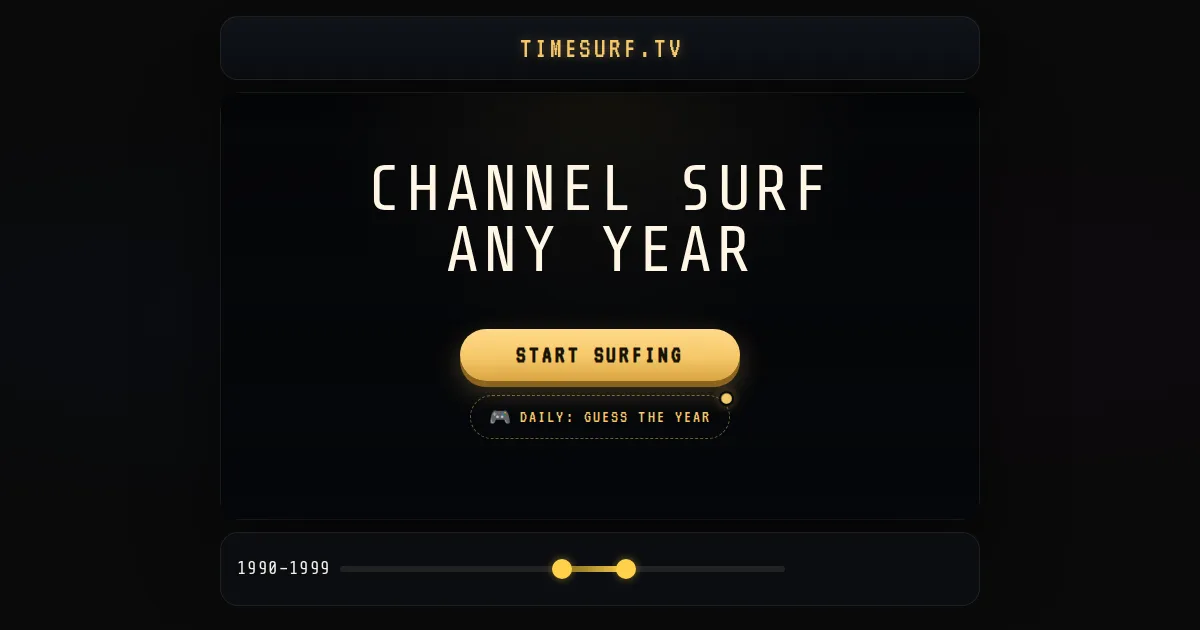 TIMESURF.TV
CHANNEL SURF
ANY YEAR
START SURFING
DAILY: GUESS THE YEAR
1990–1999